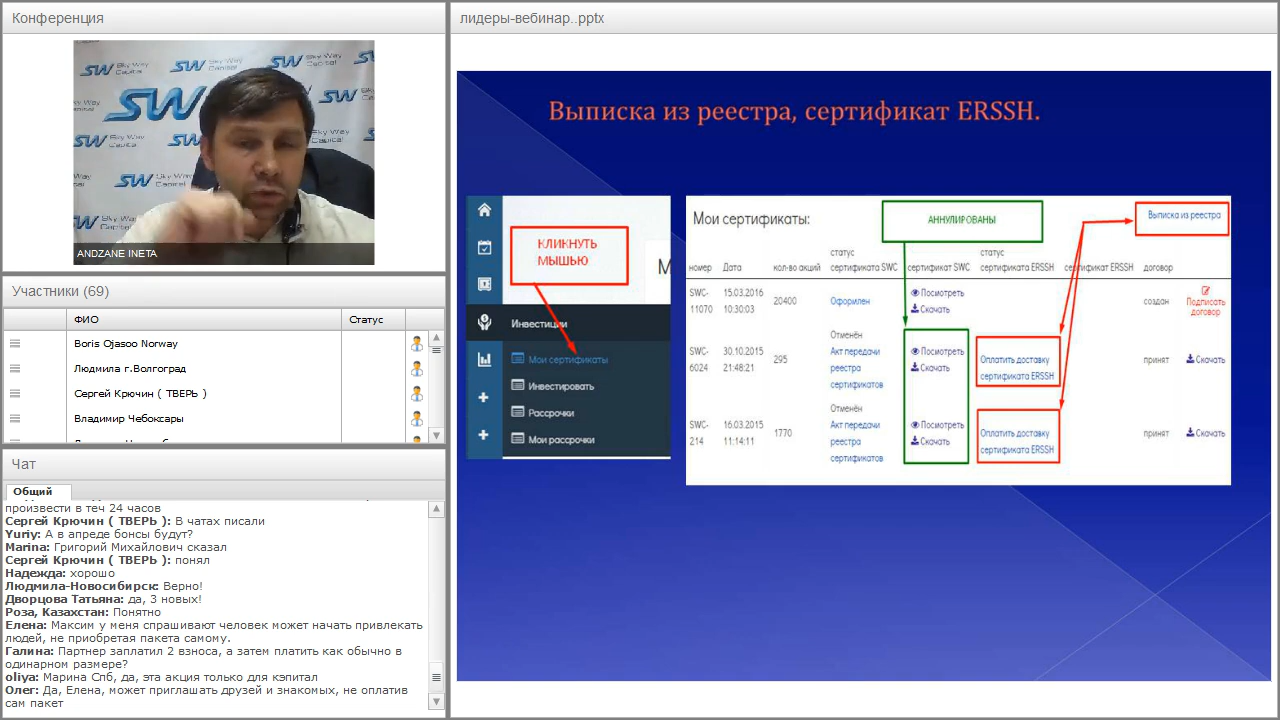 Конференция
SW Sky Way Capital
ANDZANE INETA
Участники (69)
ФИО
Статус
Boris Ojasoo Norway
Людмила г.Волгоград
Сергей Крючин ( ТВЕРЬ )
Владимир Чебоксары
Чат
Общий
произвести в теч 24 часов
Сергей Крючин ( ТВЕРЬ ): В чатах писали
Yuriy: А в апреде бонсы будут?
Marina: Григорий Михайлович сказал
Сергей Крючин ( ТВЕРЬ ): понял
Надежда: хорошо
Людмила-Новосибирск: Верно!
Дворцова Татьяна: да, 3 новых!
Роза, Казахстан: Понятно
Елена: Максим у меня спрашивают человек может начать привлекать
людей, не приобретая пакета самому.
Галина: Партнер заплатил 2 взноса, а затем платить как обычно в
одинарном размере?
oliya: Марина Спб, да, эта акция только для кэпитал
Олег: Да, Елена, может приглашать друзей и знакомых, не оплатив
сам пакет
лидеры-вебинар..pptx
Выписка из реестра, сертификат ERSSH.
КЛИКНУТЬ
МЫШЬЮ
М
Инвестиции
Мои сертификаты
Инвестировать
Рассрочки
Мои рассрочки
Мои сертификаты:
АННУЛИРОВАНЫ
Выписка из реестра
номер Дата кол-во акций статус сертификата SWC сертификат SWC статус сертификата ERSSH сертификат ERSSH договор
SWC-11070 15.03.2016 10:30:03 20400 Оформлен Посмотреть Скачать создан Подписать договор
SWC-6024 30.10.2015 21:48:21 295 Отменён Акт передачи реестра сертификатов Посмотреть Скачать Оплатить доставку сертификата ERSSH принят Скачать
SWC-214 16.03.2015 11:14:11 1770 Отменён Акт передачи реестра сертификатов Посмотреть Скачать Оплатить доставку сертификата ERSSH принят Скачать